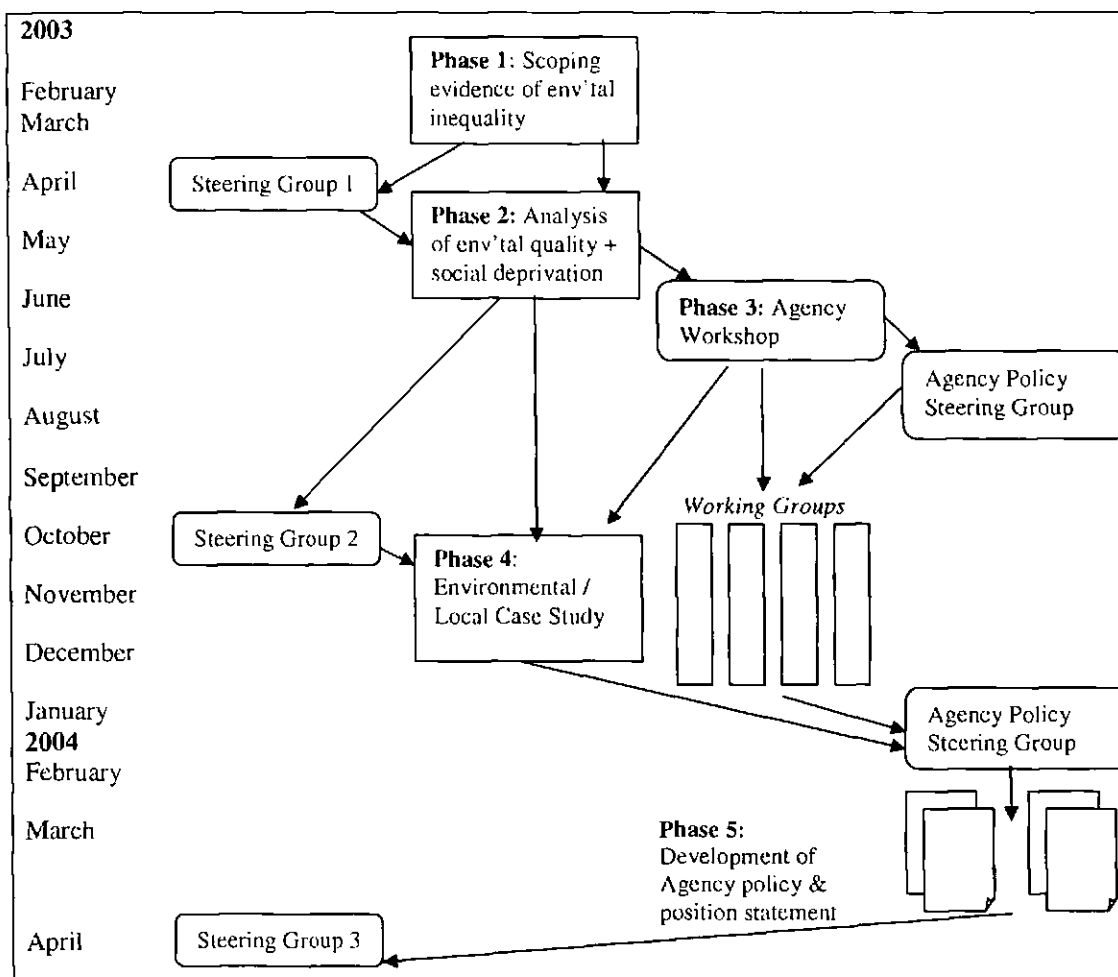 2003
Phase 1: Scoping
evidence of env'tal
inequality
February
March
April
Steering Group 1
Phase 2: Analysis
of env'tal quality +
social deprivation
May
June
Phase 3: Agency
Workshop
July
Agency Policy
Steering Group
August
September
Working Groups
October
Steering Group 2
Phase 4:
Environmental /
Local Case Study
November
December
January
2004
February
Agency Policy
Steering Group
March
Phase 5:
Development of
Agency policy &
position statement
April
Steering Group 3